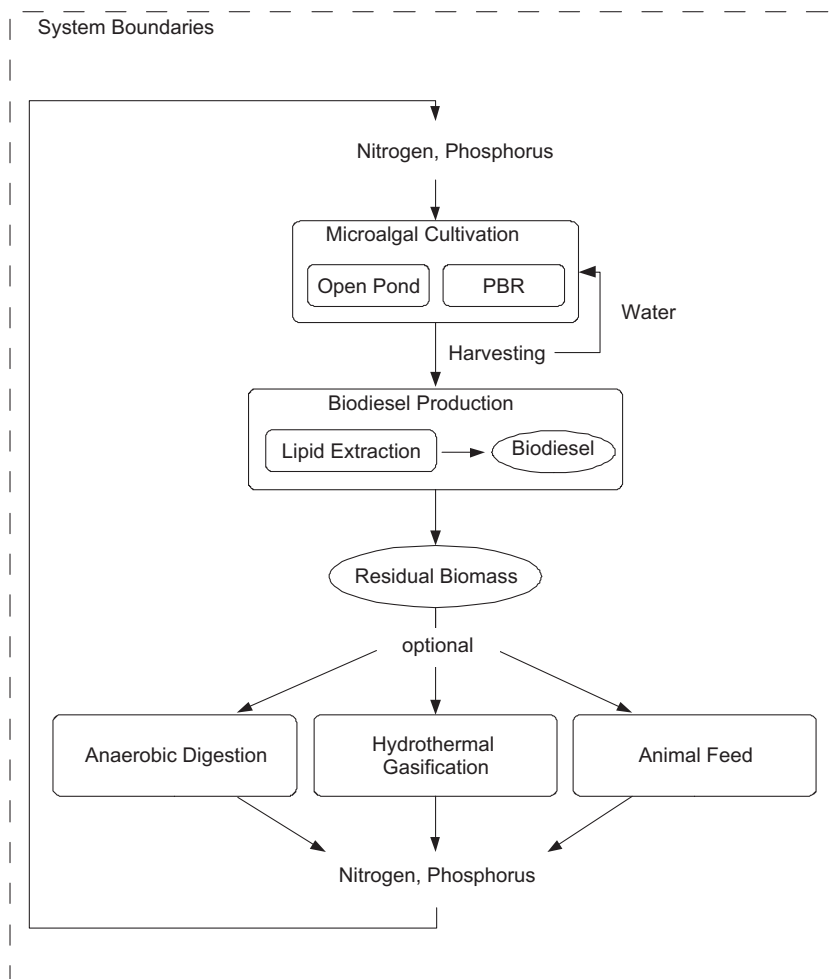 System Boundaries
Nitrogen, Phosphorus
Microalgal Cultivation
Open Pond
PBR
Water
Harvesting
Biodiesel Production
Lipid Extraction
Biodiesel
Residual Biomass
optional
Anaerobic Digestion
Hydrothermal
Gasification
Animal Feed
Nitrogen, Phosphorus